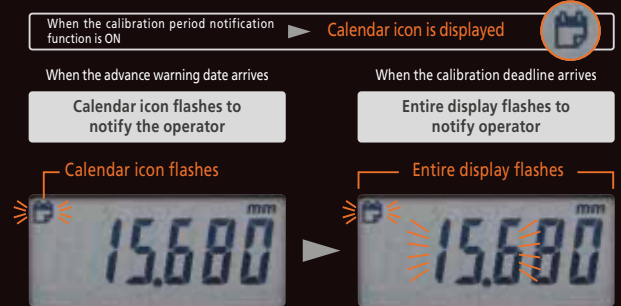 When the calibration period notification
function is ON
Calendar icon is displayed
When the advance warning date arrives
Calendar icon flashes to
notify the operator
Calendar icon flashes
mm
15.680
When the calibration deadline arrives
Entire display flashes to
notify operator
Entire display flashes
mm
15.680